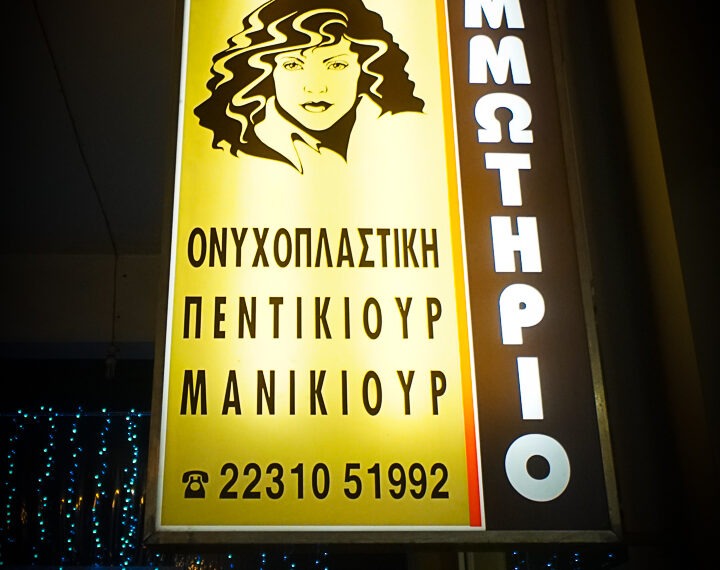 ΜΜΩΤΗΡΙΟ
ΟΝΥΧΟΠΛΑΣΤΙΚΗ
ΠΕΝΤΙΚΙΟΥΡ
ΜΑΝΙΚΙΟΥΡ
☎ 22310 51992